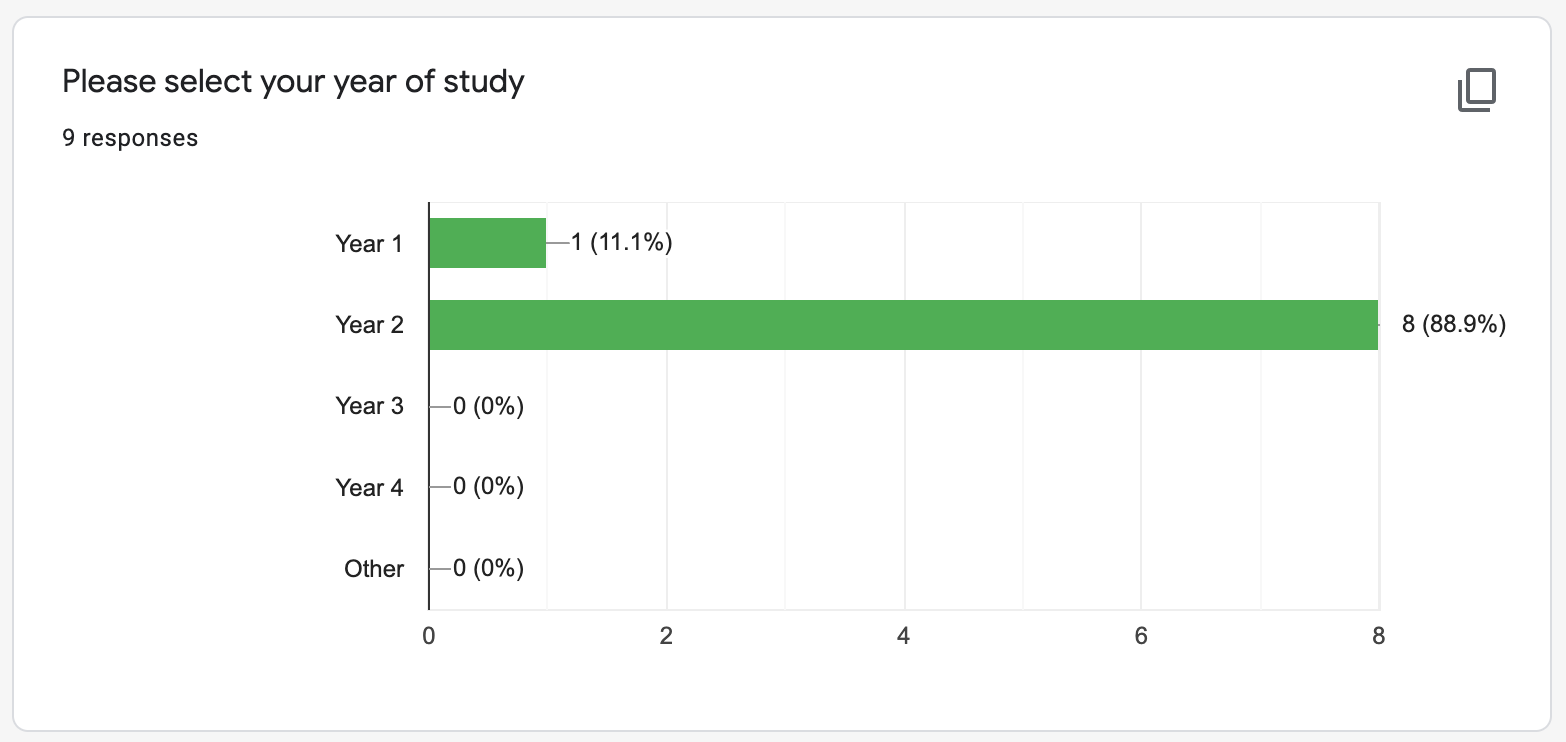 Please select your year of study
9 responses
Year 1
1 (11.1%)
Year 2
8 (88.9%)
Year 3
0 (0%)
Year 4
0 (0%)
Other
0 (0%)
0 2 4 6 8